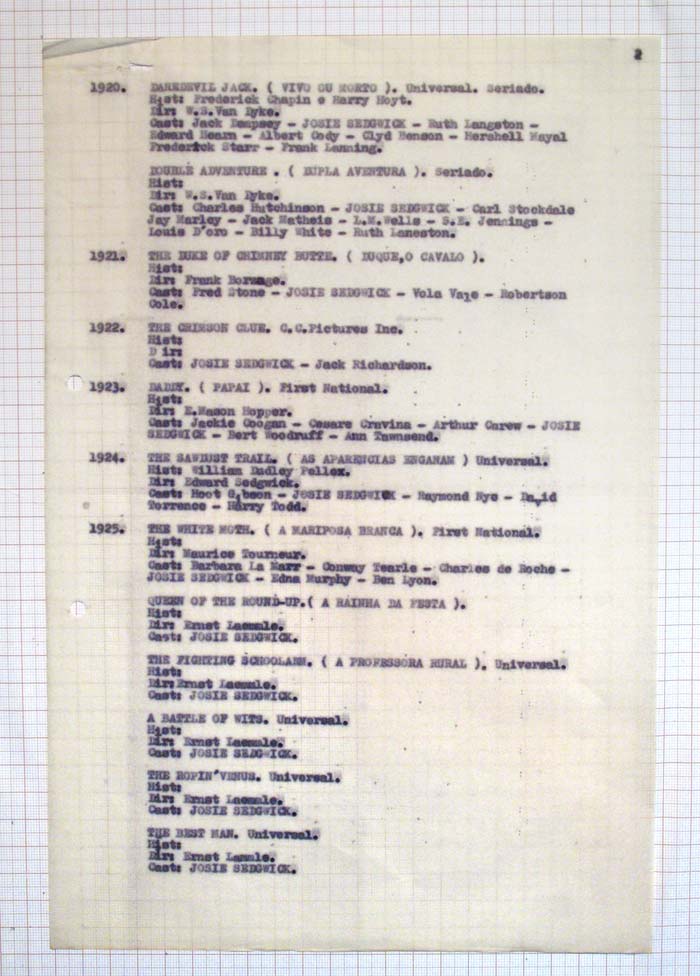 2
1920. DAREDEVIL JACK. ( VIVO OU MORTO ). Universal. Seriado.
Hist: Frederick Chapin e Harry Hoyt.
Dir: W.S.Van Dyke.
Cast: Jack Dempsey - JOSIE SEDGWICK - Ruth Langston -
Edward Hearn - Albert Cody - Clyd Benson - Hershell Mayal
Frederick Starr - Frank Lanning.
DOUBLE ADVENTURE . ( DUPLA AVENTURA ). Seriado.
Hist:
Dir: W.S.Van Dyke.
Cast: Charles Hutchinson - JOSIE SEDGWICK - Carl Stockdale
Jay Marley - Jack Matheis - L.M.Wells - S.E. Jennings -
Louis D'oro - Billy White - Ruth Laneston.
1921. THE DUKE OF CHIMNEY BUTTE. ( DUQUE,O CAVALO ).
Hist:
Dir: Frank Borzage.
Cast: Fred Stone - JOSIE SEDGWICK - Vola Vale - Robertson
Cole.
1922. THE CRIMSON CLUE. C.C.Pictures Inc.
Hist:
D ir:
Cast: JOSIE SEDGWICK - Jack Richardson.
1923. DADDY. ( PAPAI ). First National.
Hist:
Dir: E.Mason Hopper.
Cast: Jackie Coogan - Cesare Cravina - Arthur Carew - JOSIE
SEDGWICK - Bert Woodruff - Ann Townsend.
1924. THE SAWDUST TRAIL. ( AS APARENCIAS ENGANAM ) Universal.
Hist: William Dudley Pellex.
Dir: Edward Sedgwick.
Cast: Hoot Gibson - JOSIE SEDGWICK - Raymond Nye - David
Torrence - Harry Todd.
1925. THE WHITE MOTH. ( A MARIPOSA BRANCA ). First National.
Hist:
Dir: Maurice Tourneur.
Cast: Barbara La Marr - Conway Tearle - Charles de Roche -
JOSIE SEDGWICK - Edna Murphy - Ben Lyon.
QUEEN OF THE ROUND-UP.( A RAINHA DA FESTA ).
Hist:
Dir: Ernst Laemmle.
Cast: JOSIE SEDGWICK.
THE FIGHTING SCHOOLAMM. ( A PROFESSORA RURAL ). Universal.
Hist:
Dir:Ernst Laemmle.
Cast: JOSIE SEDGWICK.
A BATTLE OF WITS. Universal.
Hist:
Dir: Ernst Laemmle.
Cast: JOSIE SEDGWICK.
THE ROPIN'VENUS. Universal.
Hist:
Dir: Ernst Laemmle.
Cast: JOSIE SEDGWICK.
THE BEST MAN. Universal.
Hist:
Dir: Ernst Lammle.
Cast: JOSIE SEDGWICK.